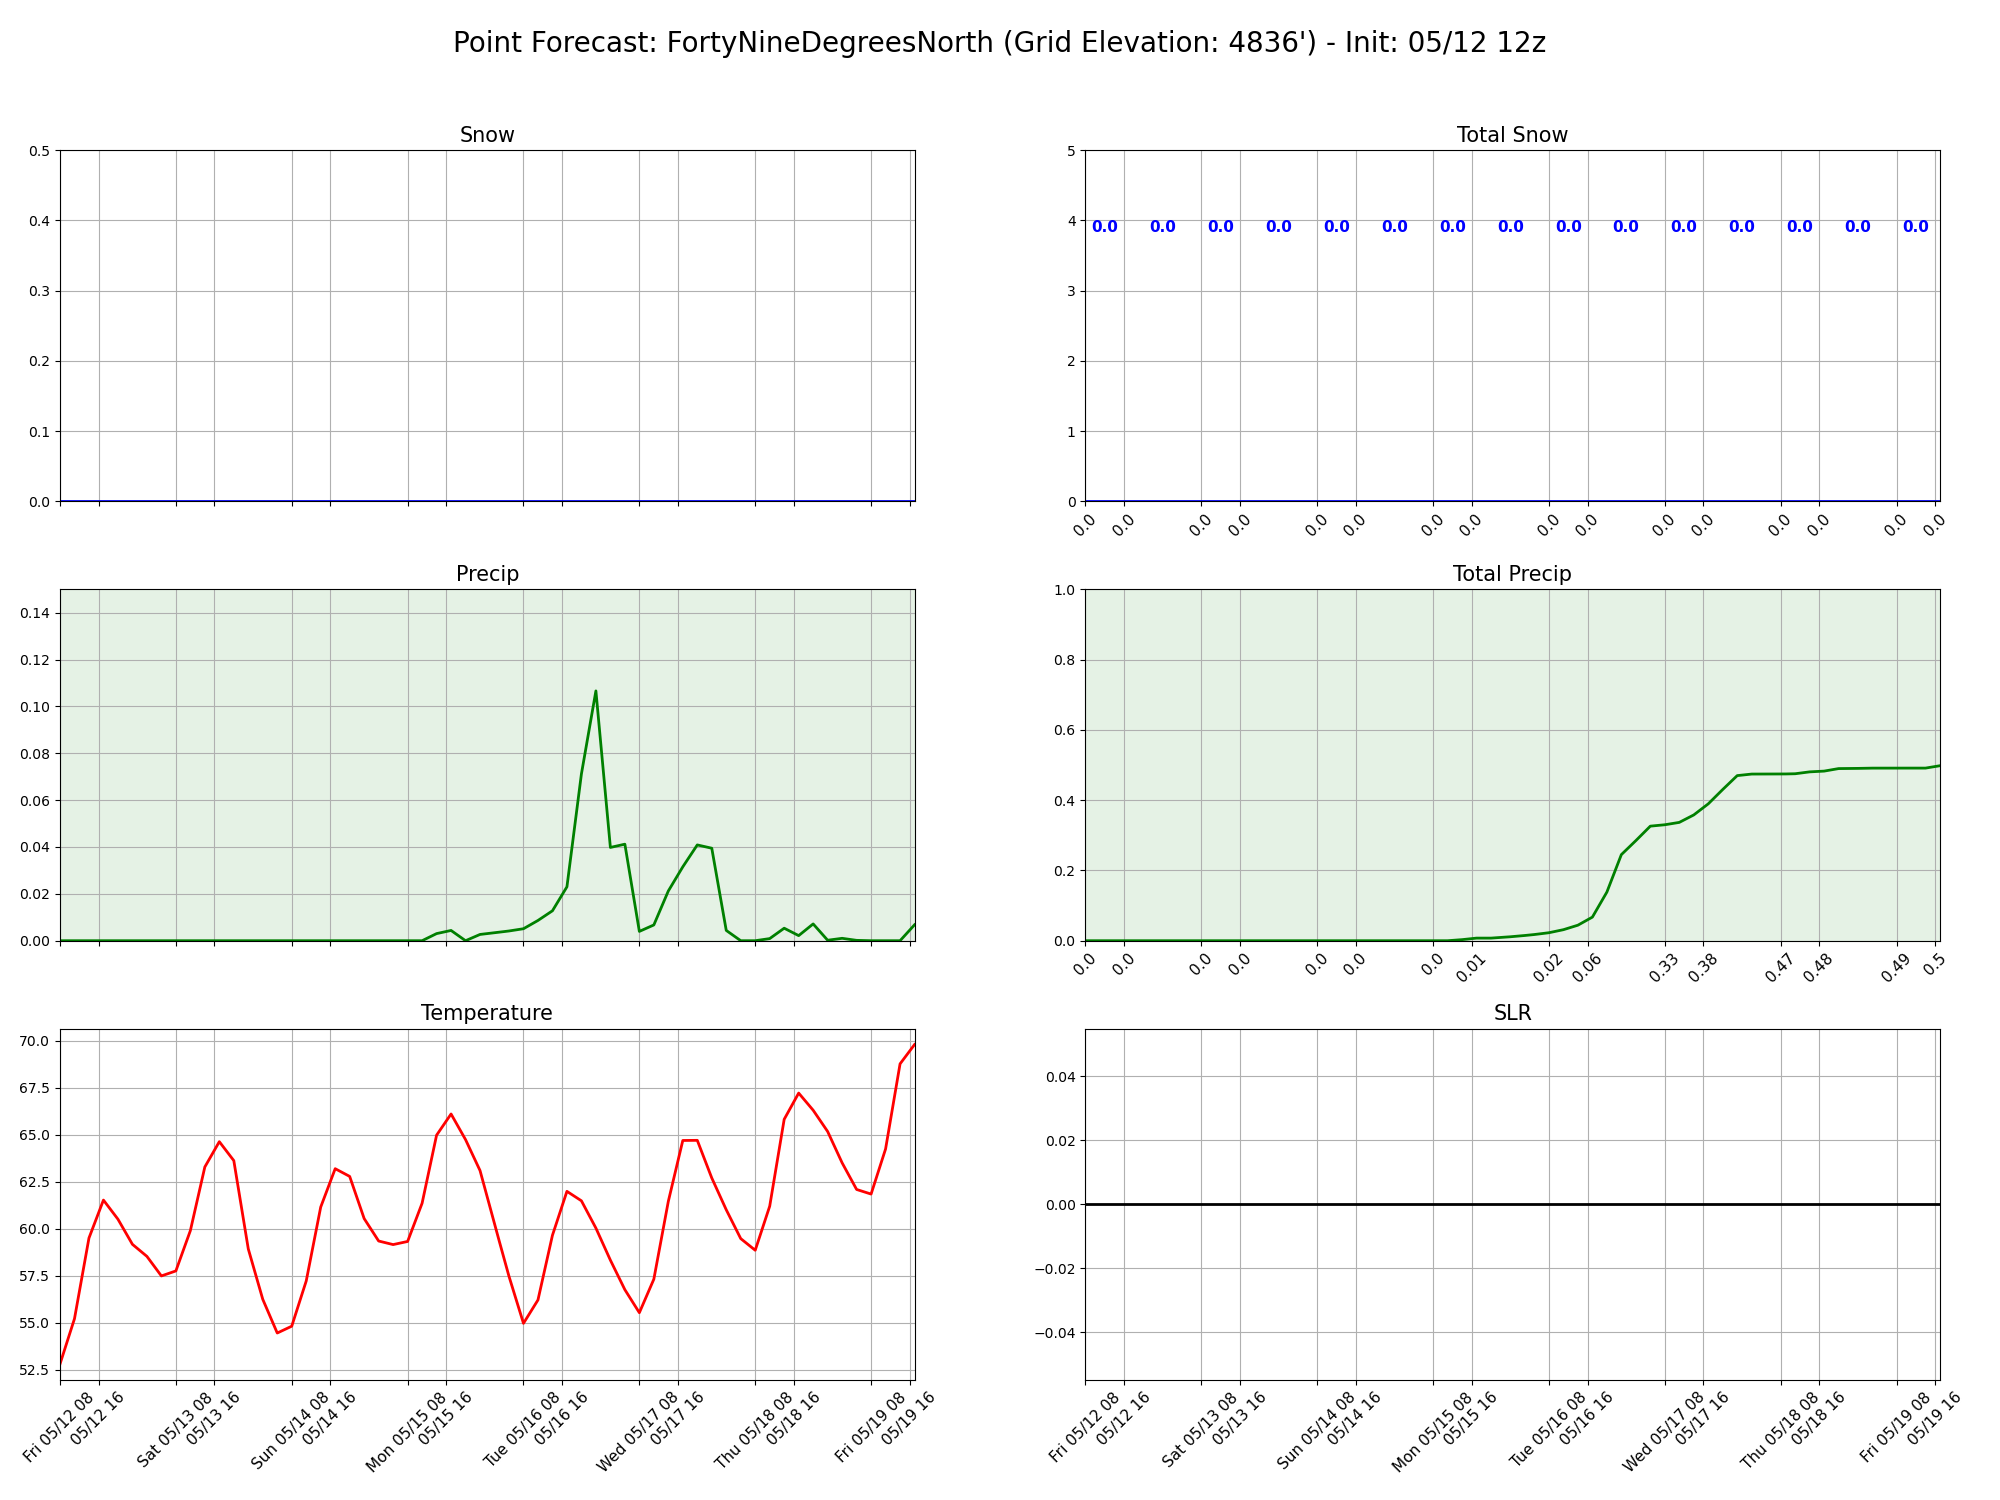 Point Forecast: FortyNineDegreesNorth (Grid Elevation: 4836') - Init: 05/12 12z
Snow
0.5
0.4
0.3
0.2
0.1
0.0
Total Snow
5
4
3
2
1
0
0.0 0.0 0.0 0.0 0.0 0.0 0.0 0.0 0.0 0.0 0.0 0.0 0.0 0.0 0.0
0.0 0.0 0.0 0.0 0.0 0.0 0.0 0.0 0.0 0.0 0.0 0.0 0.0 0.0 0.0 0.0
Precip
0.14
0.12
0.10
0.08
0.06
0.04
0.02
0.00
Total Precip
1.0
0.8
0.6
0.4
0.2
0.0
0.0 0.0 0.0 0.0 0.0 0.0 0.0 0.01 0.02 0.06 0.33 0.38 0.47 0.48 0.49 0.5
Temperature
70.0
67.5
65.0
62.5
60.0
57.5
55.0
52.5
Fri 05/12 08
05/12 16
Sat 05/13 08
05/13 16
Sun 05/14 08
05/14 16
Mon 05/15 08
05/15 16
Tue 05/16 08
05/16 16
Wed 05/17 08
05/17 16
Thu 05/18 08
05/18 16
Fri 05/19 08
05/19 16
SLR
0.04
0.02
0.00
−0.02
−0.04
Fri 05/12 08
05/12 16
Sat 05/13 08
05/13 16
Sun 05/14 08
05/14 16
Mon 05/15 08
05/15 16
Tue 05/16 08
05/16 16
Wed 05/17 08
05/17 16
Thu 05/18 08
05/18 16
Fri 05/19 08
05/19 16